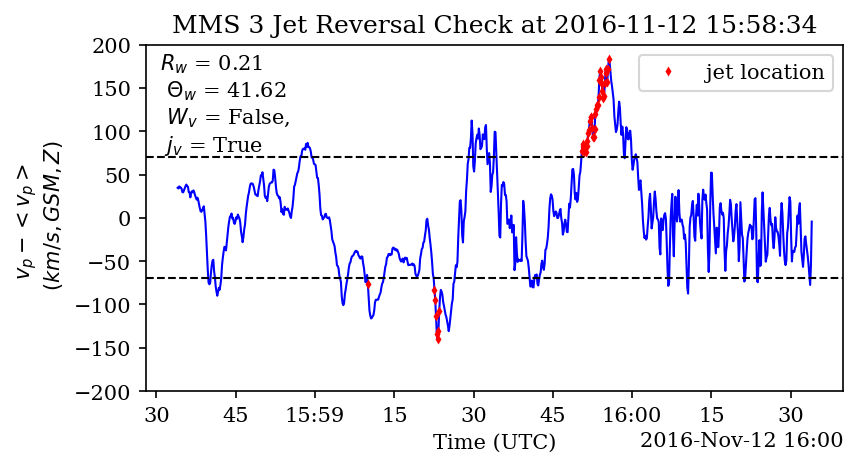 MMS 3 Jet Reversal Check at 2016-11-12 15:58:34
R_w = 0.21
Θ_w = 41.62
W_v = False,
j_v = True
jet location
v_p − < v_p >
(km/s, GSM, Z)
200
150
100
50
0
−50
−100
−150
−200
30 45 15:59 15 30 45 16:00 15 30
Time (UTC)
2016-Nov-12 16:00